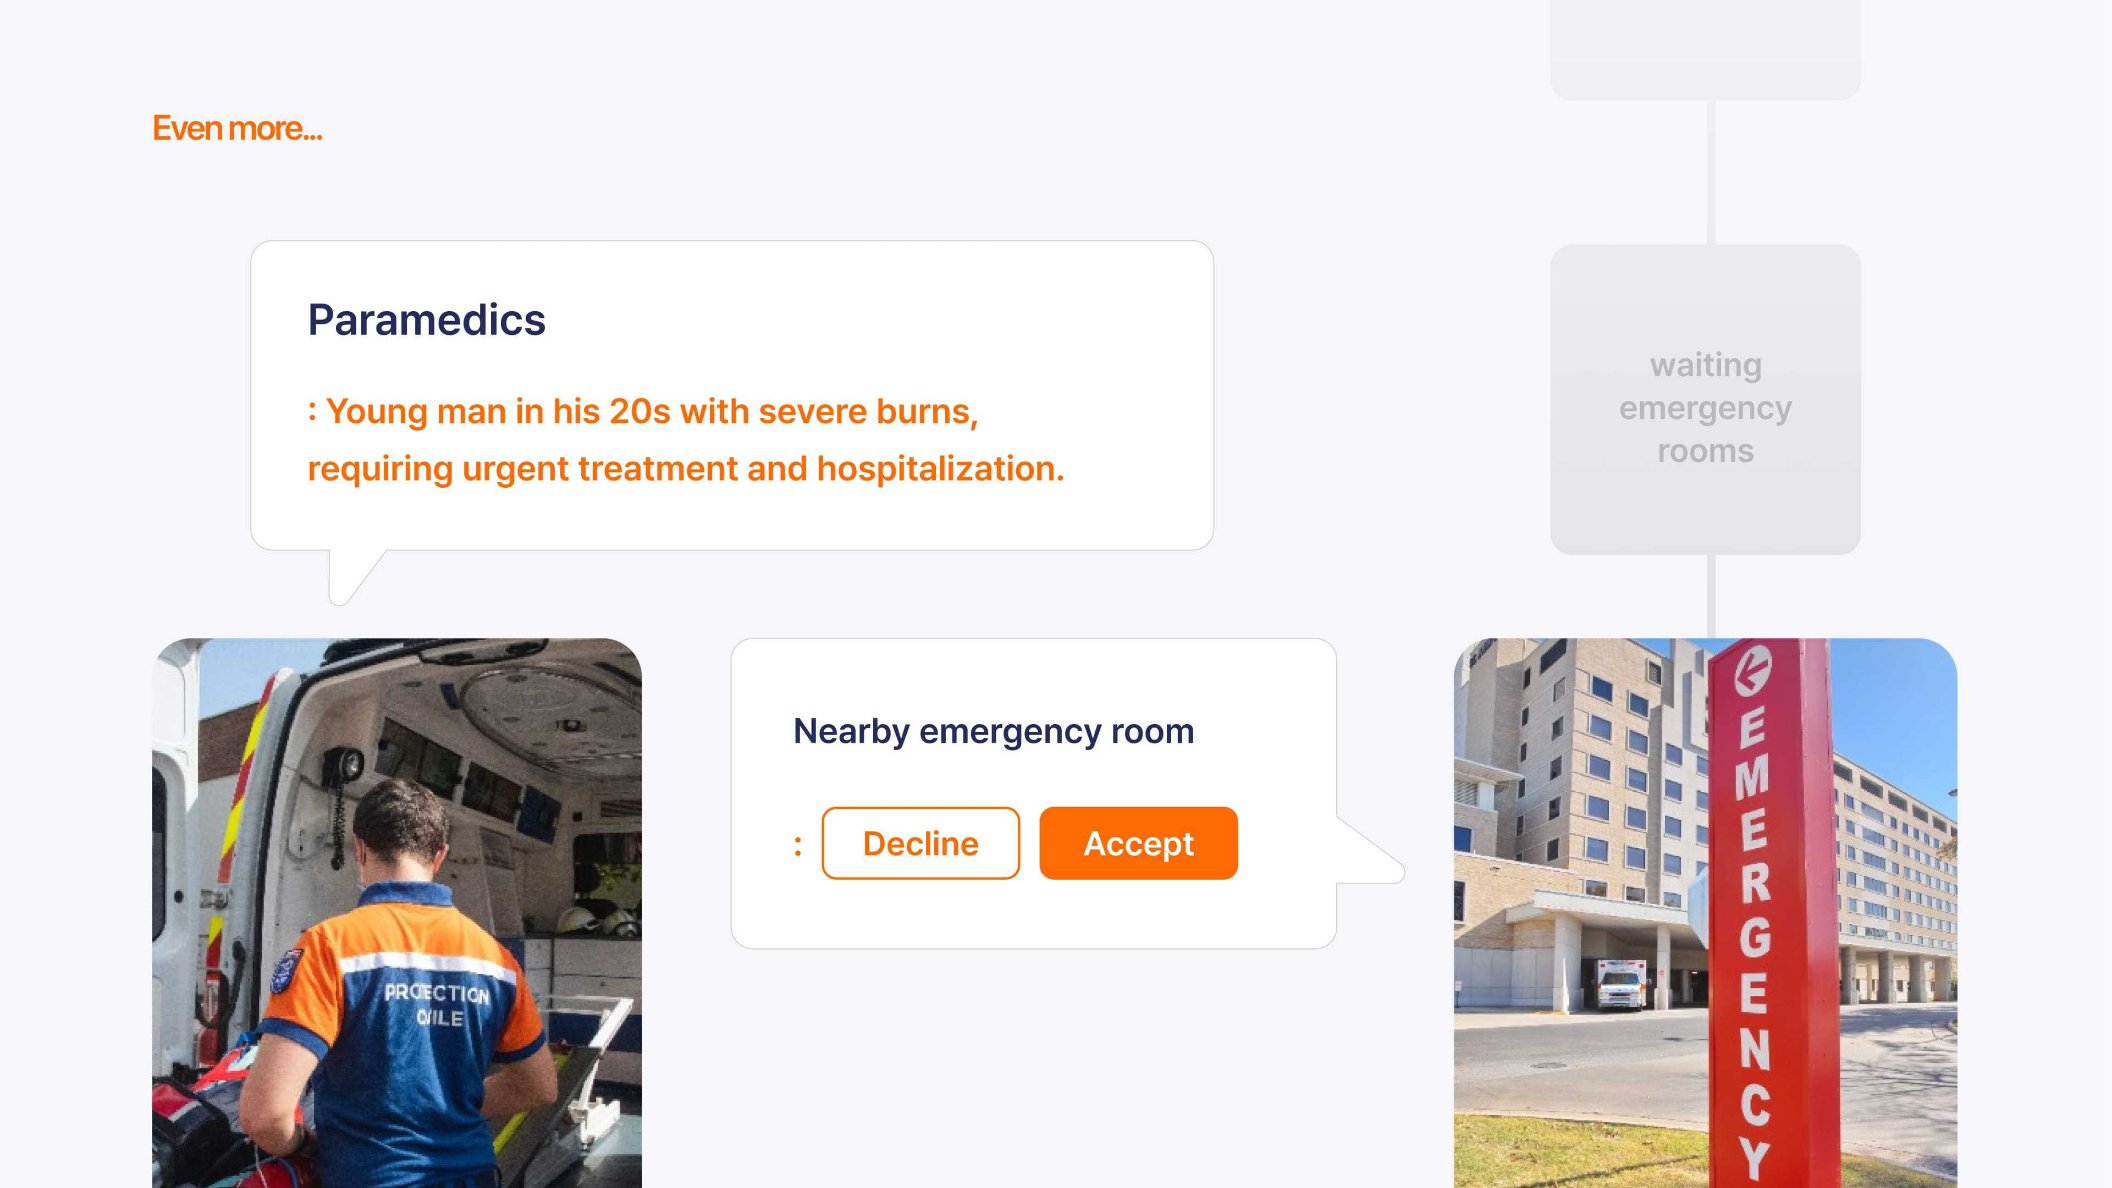 Even more...
Paramedics
: Young man in his 20s with severe burns,
requiring urgent treatment and hospitalization.
waiting
emergency
rooms
Nearby emergency room
: Decline Accept
PROTECTION
CIVILE
EMERGENCY